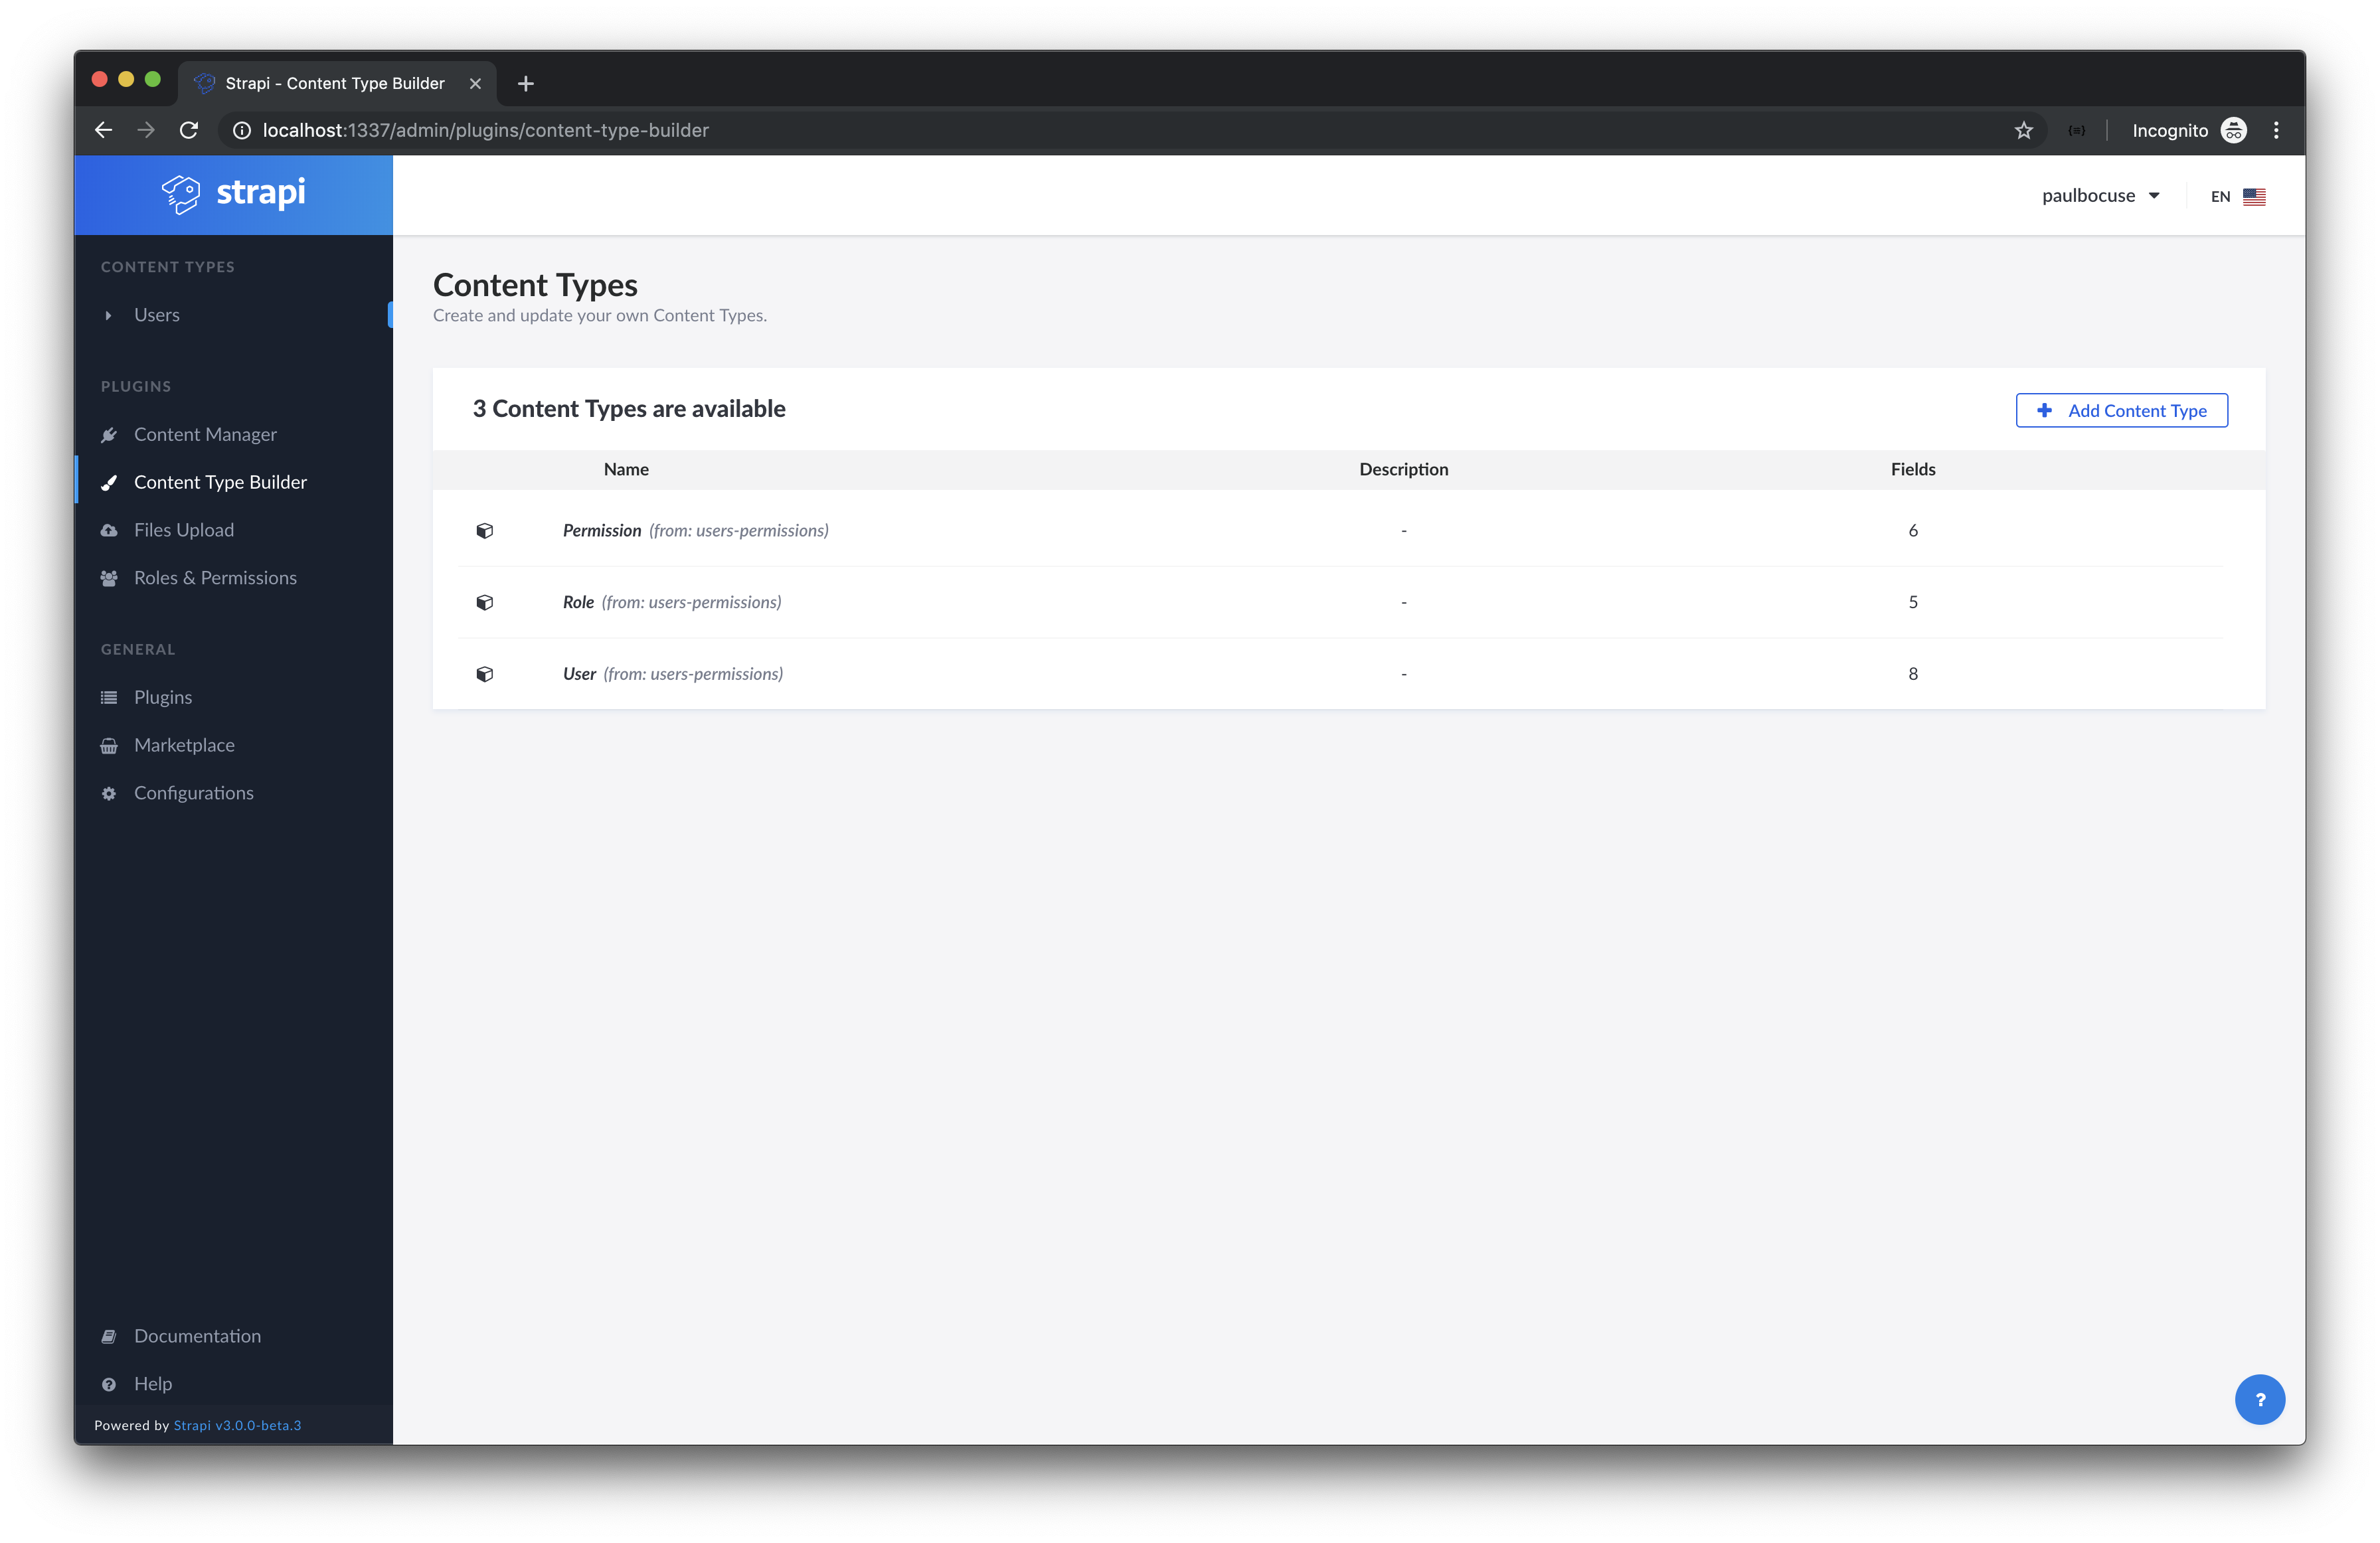 Strapi - Content Type Builder
localhost:1337/admin/plugins/content-type-builder
Incognito
strapi
paulbocuse
EN
CONTENT TYPES
Users
PLUGINS
Content Manager
Content Type Builder
Files Upload
Roles & Permissions
GENERAL
Plugins
Marketplace
Configurations
Documentation
Help
Powered by Strapi v3.0.0-beta.3
Content Types
Create and update your own Content Types.
3 Content Types are available
Add Content Type
Name Description Fields
Permission (from: users-permissions) - 6
Role (from: users-permissions) - 5
User (from: users-permissions) - 8
?